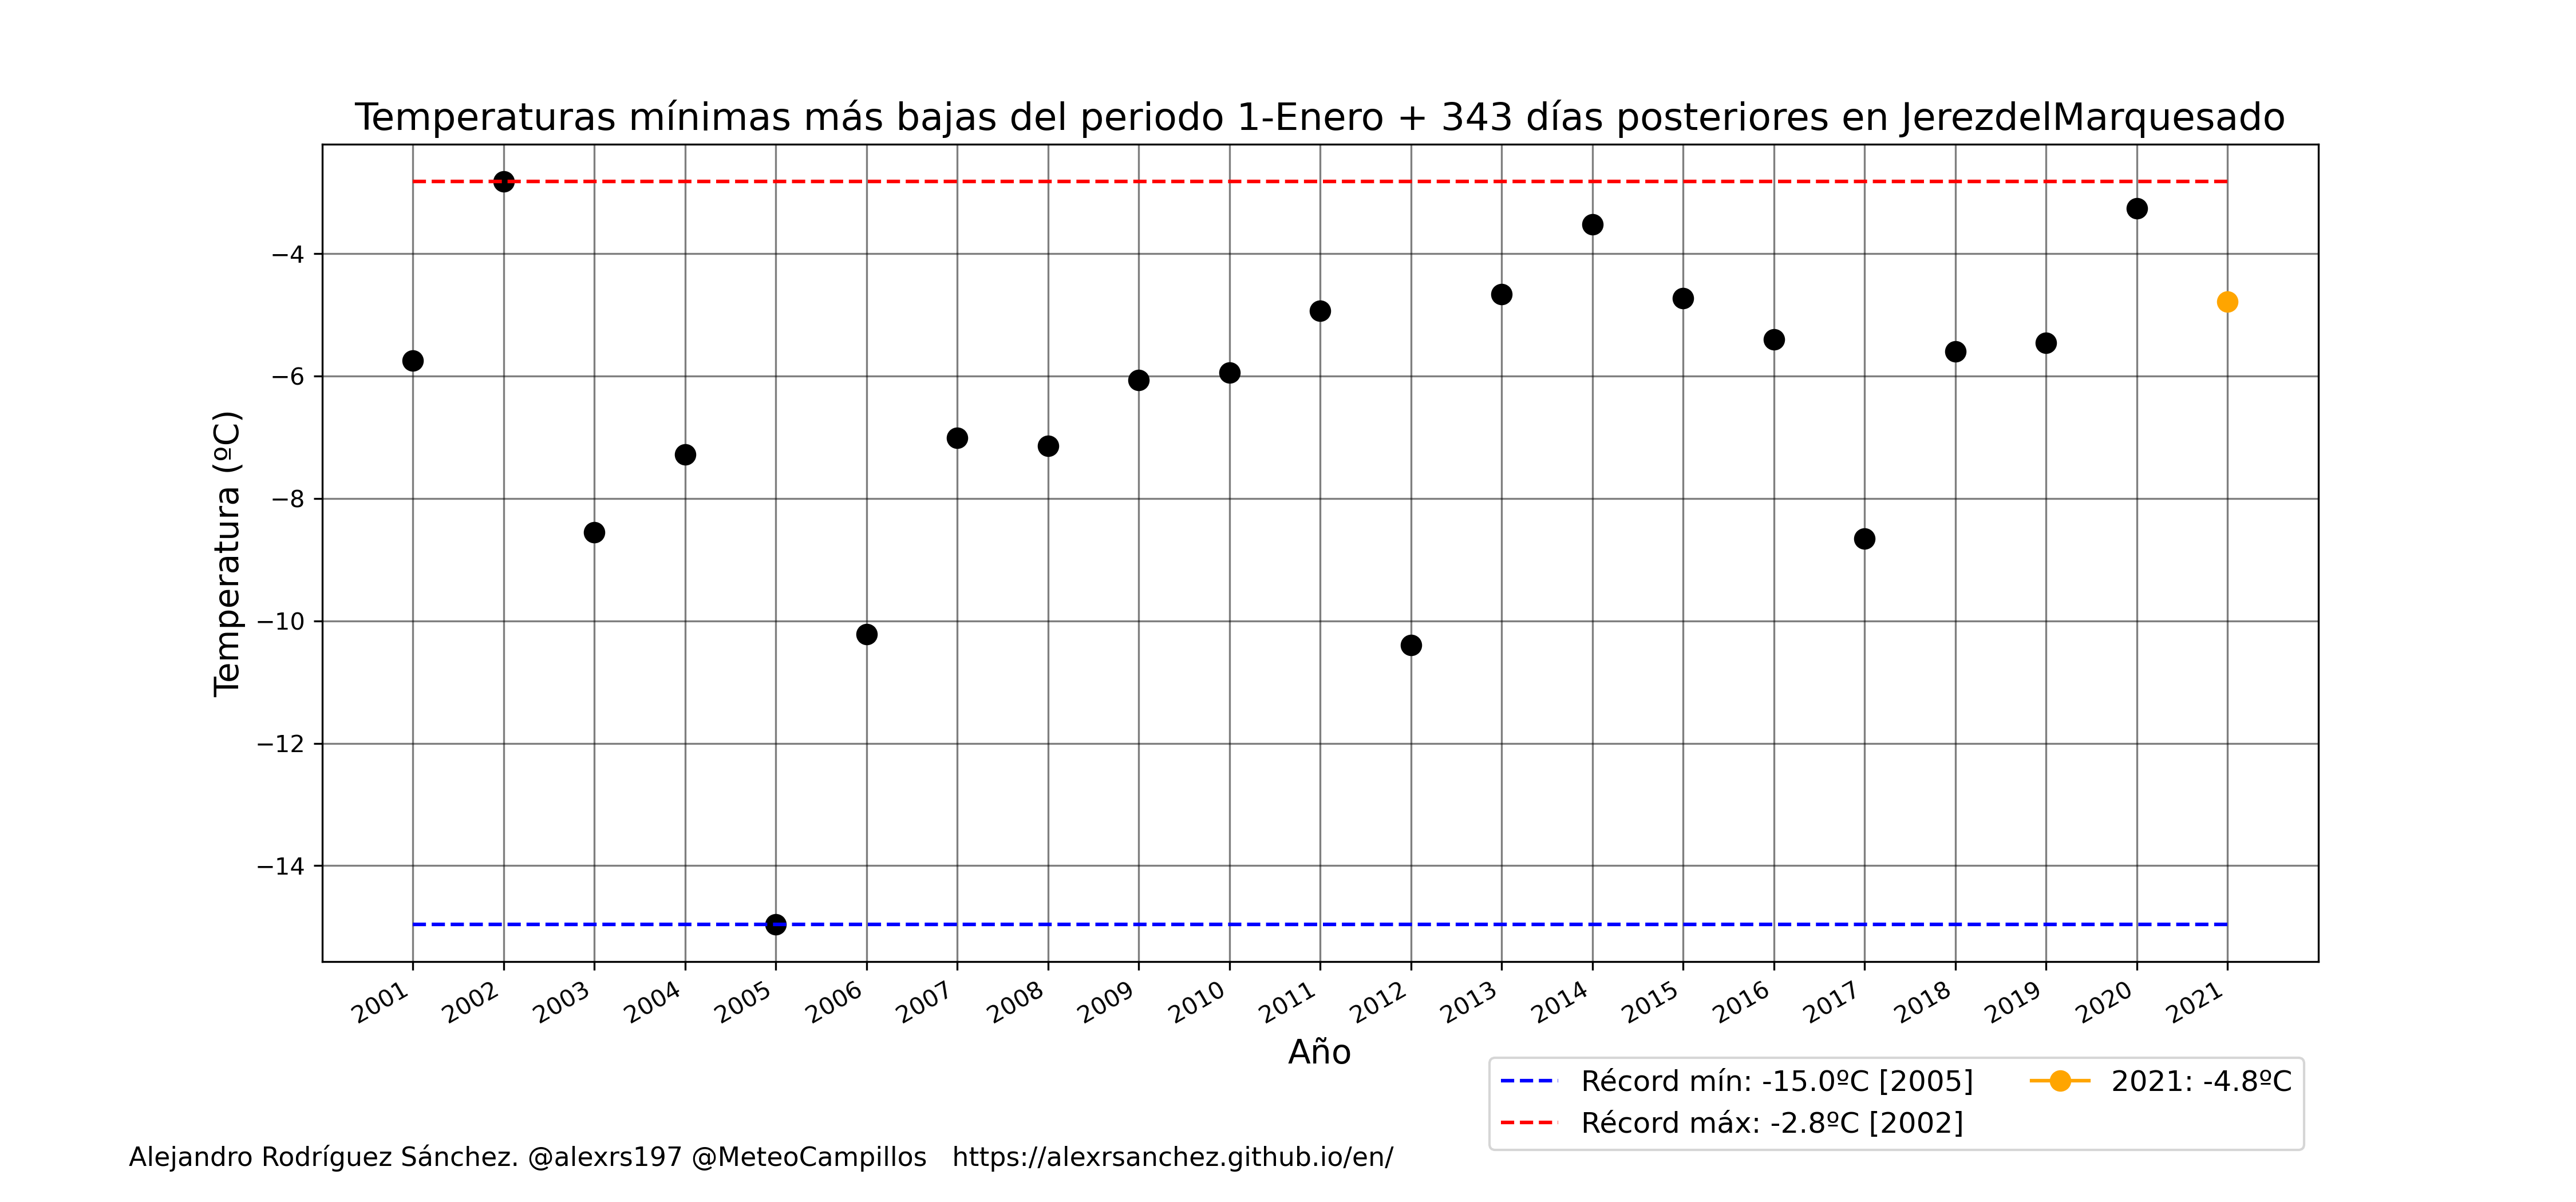 Temperaturas mínimas más bajas del periodo 1-Enero + 343 días posteriores en JerezdelMarquesado
Temperatura (ºC)
−4
−6
−8
−10
−12
−14
2001 2002 2003 2004 2005 2006 2007 2008 2009 2010 2011 2012 2013 2014 2015 2016 2017 2018 2019 2020 2021
Año
Récord mín: -15.0ºC [2005]
Récord máx: -2.8ºC [2002]
2021: -4.8ºC
Alejandro Rodríguez Sánchez. @alexrs197 @MeteoCampillos https://alexrsanchez.github.io/en/